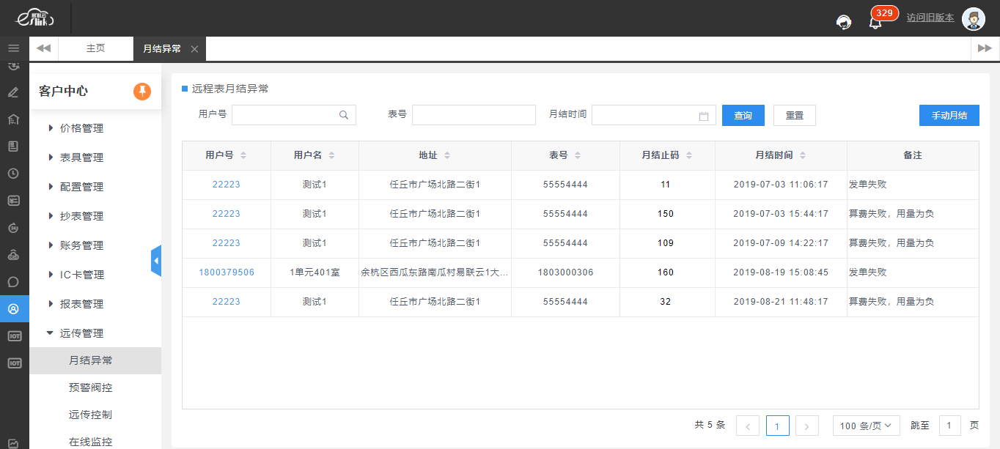 易联云
329
访问旧版本
主页
月结异常
客户中心
价格管理
表具管理
配置管理
抄表管理
账务管理
IC卡管理
报表管理
远传管理
月结异常
预警阀控
远传控制
在线监控
IOT
IOT
远程表月结异常
用户号 表号 月结时间 查询 重置 手动月结
用户号 用户名 地址 表号 月结止码 月结时间 备注
22223 测试1 任丘市广场北路二街1 55554444 11 2019-07-03 11:06:17 发单失败
22223 测试1 任丘市广场北路二街1 55554444 150 2019-07-03 15:44:17 算费失败，用量为负
22223 测试1 任丘市广场北路二街1 55554444 109 2019-07-09 14:22:17 算费失败，用量为负
1800379506 1单元401室 余杭区西瓜东路南瓜村易联云1大... 1803000306 160 2019-08-19 15:08:45 发单失败
22223 测试1 任丘市广场北路二街1 55554444 32 2019-08-21 11:48:17 算费失败，用量为负
共 5 条 1 100 条/页 跳至 1 页